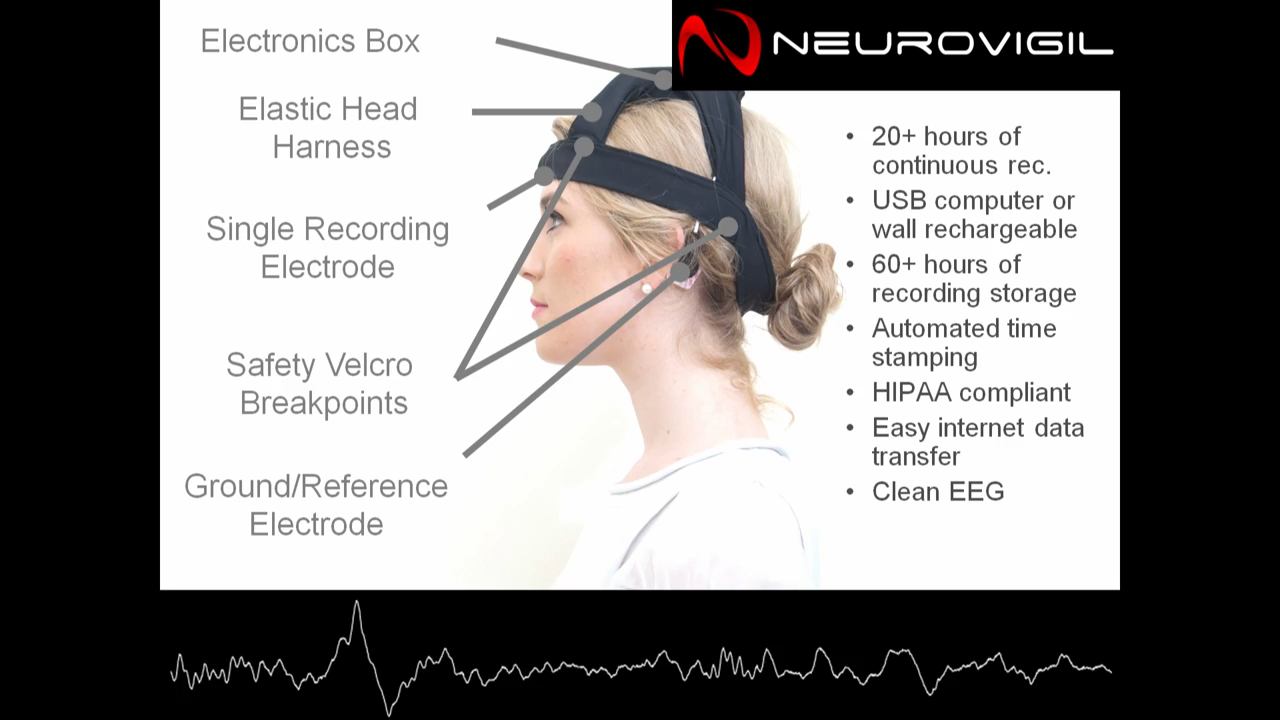 NEUROVIGIL
Electronics Box
Elastic Head
Harness
Single Recording
Electrode
Safety Velcro
Breakpoints
Ground/Reference
Electrode
• 20+ hours of
continuous rec.
• USB computer or
wall rechargeable
• 60+ hours of
recording storage
• Automated time
stamping
• HIPAA compliant
• Easy internet data
transfer
• Clean EEG